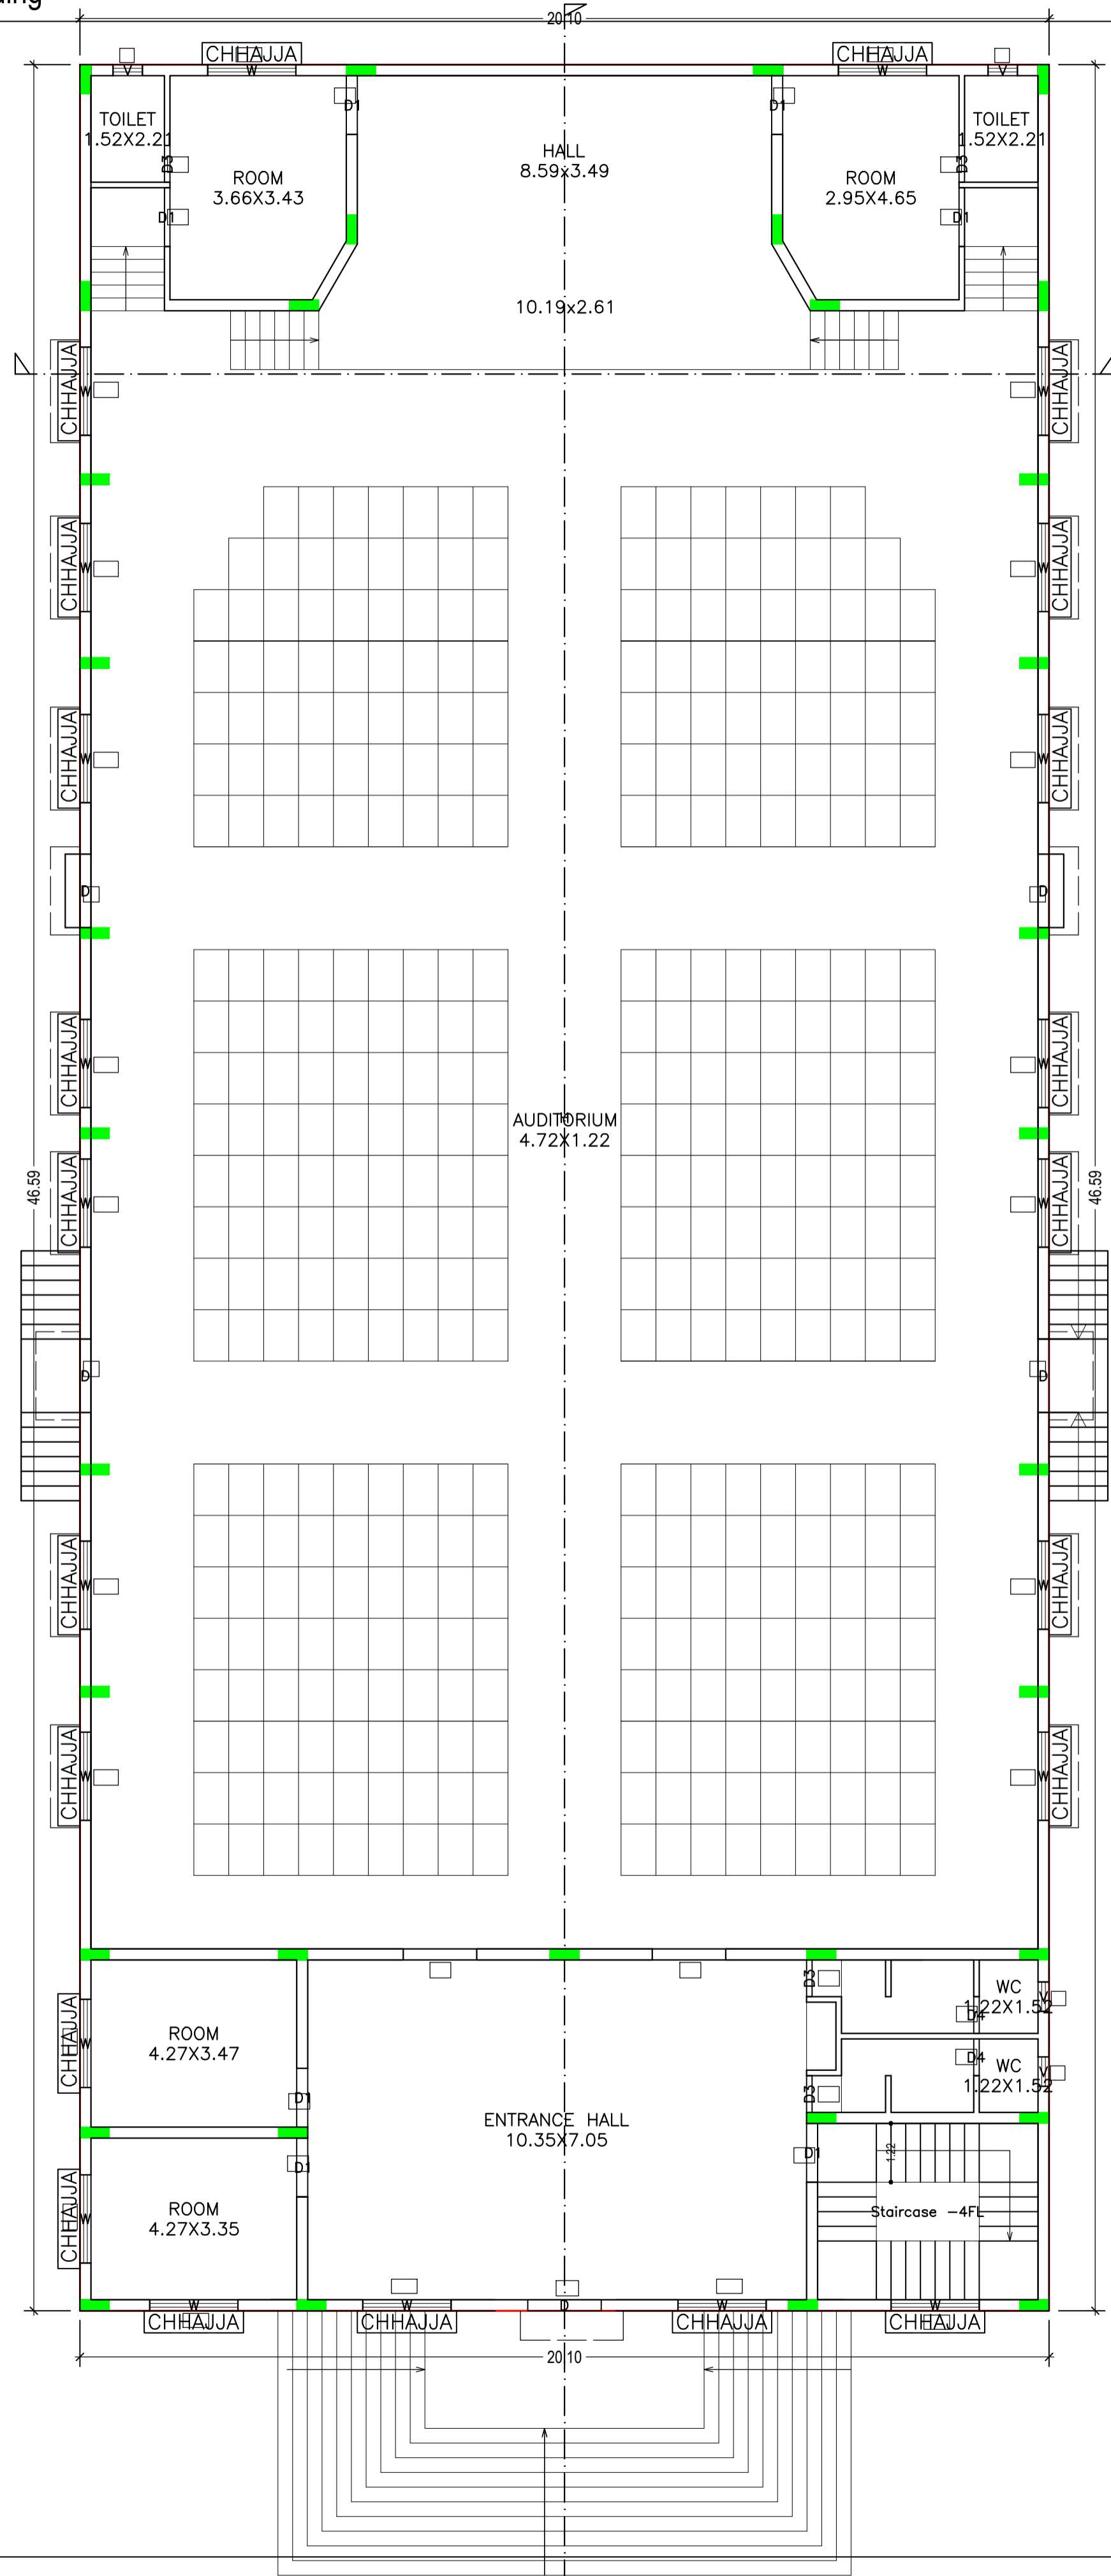 20.10
CHHAJJA
CHHAJJA
V
W
W
V
D1
D1
TOILET
1.52X2.21
TOILET
1.52X2.21
HALL
8.59x3.49
D3
D3
ROOM
3.66X3.43
ROOM
2.95X4.65
D1
D1
10.19x2.61
CHHAJJA
W
W
CHHAJJA
CHHAJJA
W
W
CHHAJJA
CHHAJJA
W
W
CHHAJJA
D
D
CHHAJJA
W
W
CHHAJJA
AUDITORIUM
H
4.72X1.22
46.59
CHHAJJA
W
W
CHHAJJA
46.59
D
D
CHHAJJA
W
W
CHHAJJA
CHHAJJA
W
W
CHHAJJA
D3
WC
1.22X1.52
V
D4
CHHAJJA
W
ROOM
4.27X3.47
D4
WC
1.22X1.52
V
D3
D1
ENTRANCE HALL
10.35X7.05
D1
D1
1.22
CHHAJJA
W
ROOM
4.27X3.35
Staircase -4FL
W
W
D
W
W
CHHAJJA
CHHAJJA
CHHAJJA
CHHAJJA
20.10